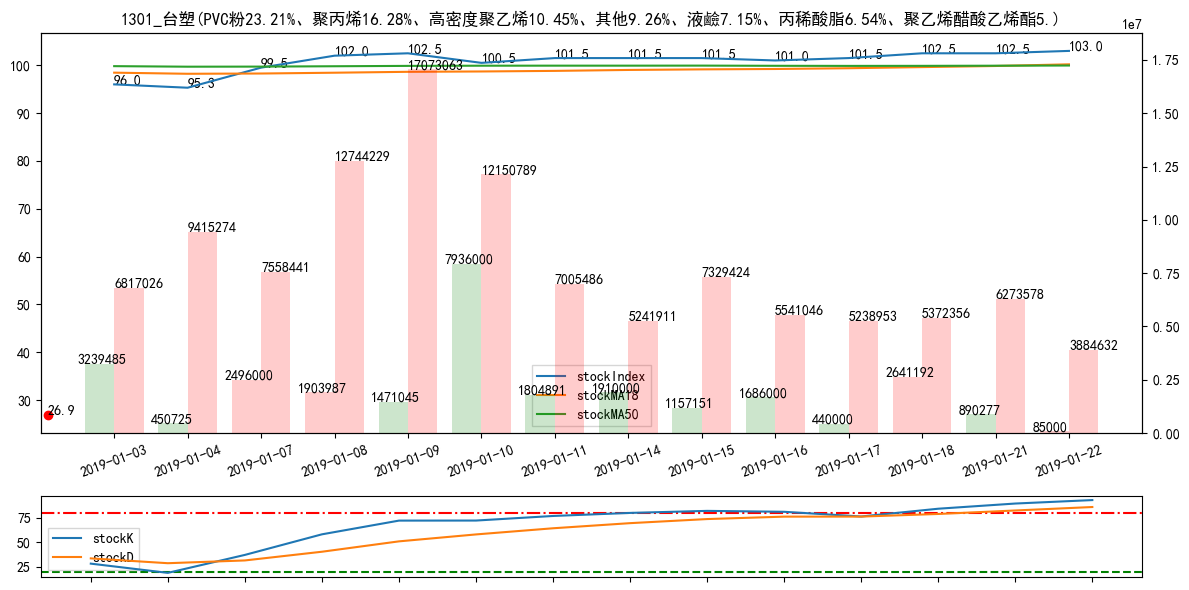 1301_台塑(PVC粉23.21%、聚丙烯16.28%、高密度聚乙烯10.45%、其他9.26%、液鹼7.15%、丙稀酸脂6.54%、聚乙烯醋酸乙烯酯5.)
1e7
96.0 95.3 99.5 102.0 102.5 100.5 101.5 101.5 101.5 101.0 101.5 102.5 102.5 103.0
100
90
80
70
60
50
40
30
1.75
1.50
1.25
1.00
0.75
0.50
0.25
0.00
6817026 9415274 7558441 12744229 17073063 12150789 7005486 5241911 7329424 5541046 5238953 5372356 6273578 3884632
3239485 450725 2496000 1903987 1471045 7936000 1804891 1910000 1157151 1686000 440000 2641192 890277 85000
26.9
stockIndex
stockMA18
stockMA50
2019-01-03 2019-01-04 2019-01-07 2019-01-08 2019-01-09 2019-01-10 2019-01-11 2019-01-14 2019-01-15 2019-01-16 2019-01-17 2019-01-18 2019-01-21 2019-01-22
75
50
25
stockK
stockD